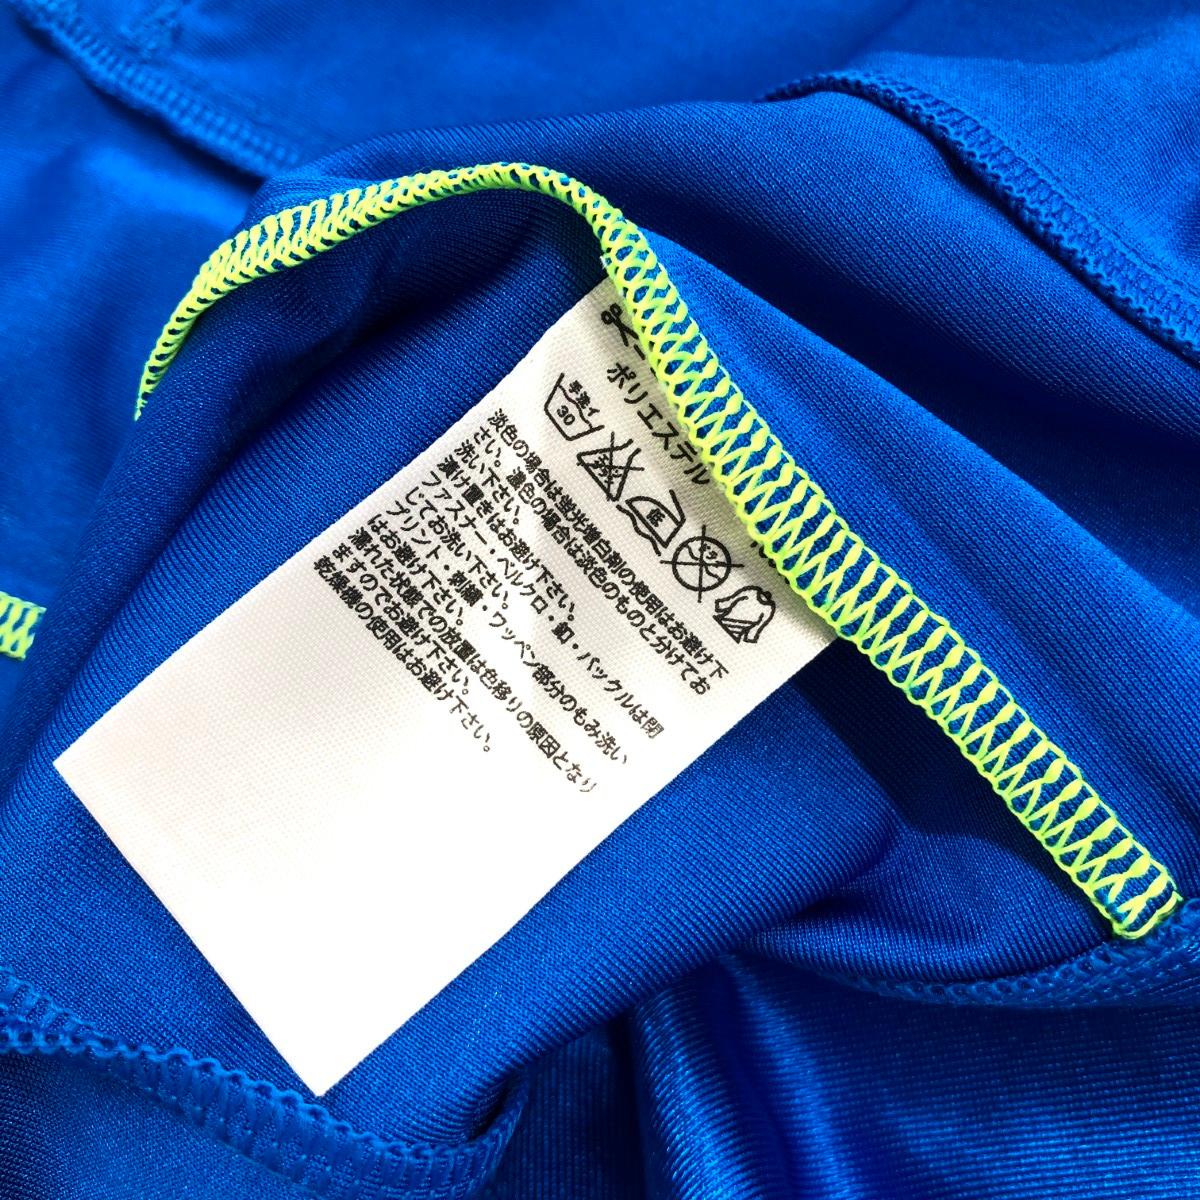 ポリエステル
手洗イ
30
淡色の場合は蛍光増白剤の使用はお避け下
さい。濃色の場合は淡色のものと分けてお
洗い下さい。
漬け置きはお避け下さい。
ファスナー・ベルクロ・釦・バックルは閉
じてお洗い下さい。
プリント・刺繍・ワッペン部分のもみ洗い
はお避け下さい。
濡れた状態での放置は色移りの原因となり
ますのでお避け下さい。
乾燥機の使用はお避け下さい。